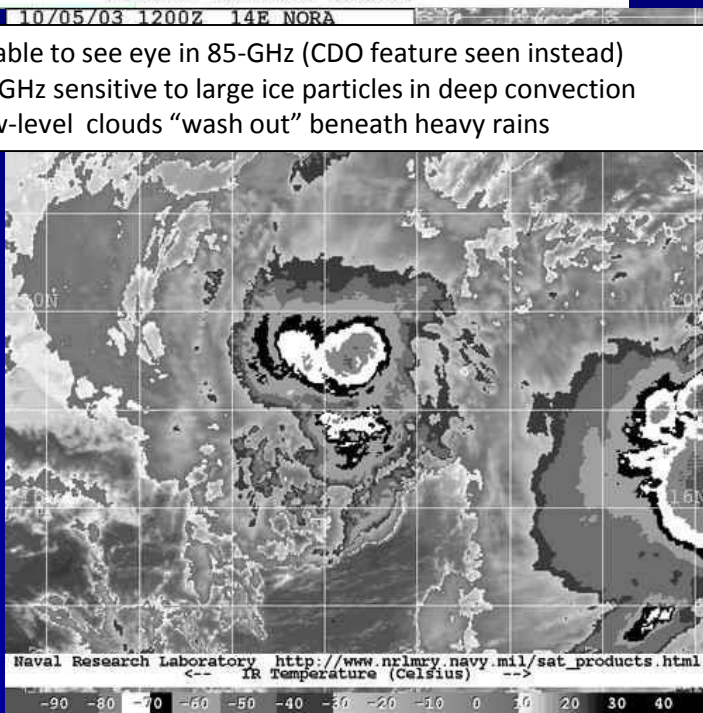 10/05/03 1200Z 14E NORA
able to see eye in 85-GHz (CDO feature seen instead)
GHz sensitive to large ice particles in deep convection
w-level clouds “wash out” beneath heavy rains
20N 20N
16N
Naval Research Laboratory http://www.nrlmry.navy.mil/sat_products.html
<-- IR Temperature (Celsius) -->
-90 -80 -70 -60 -50 -40 -30 -20 -10 0 10 20 30 40